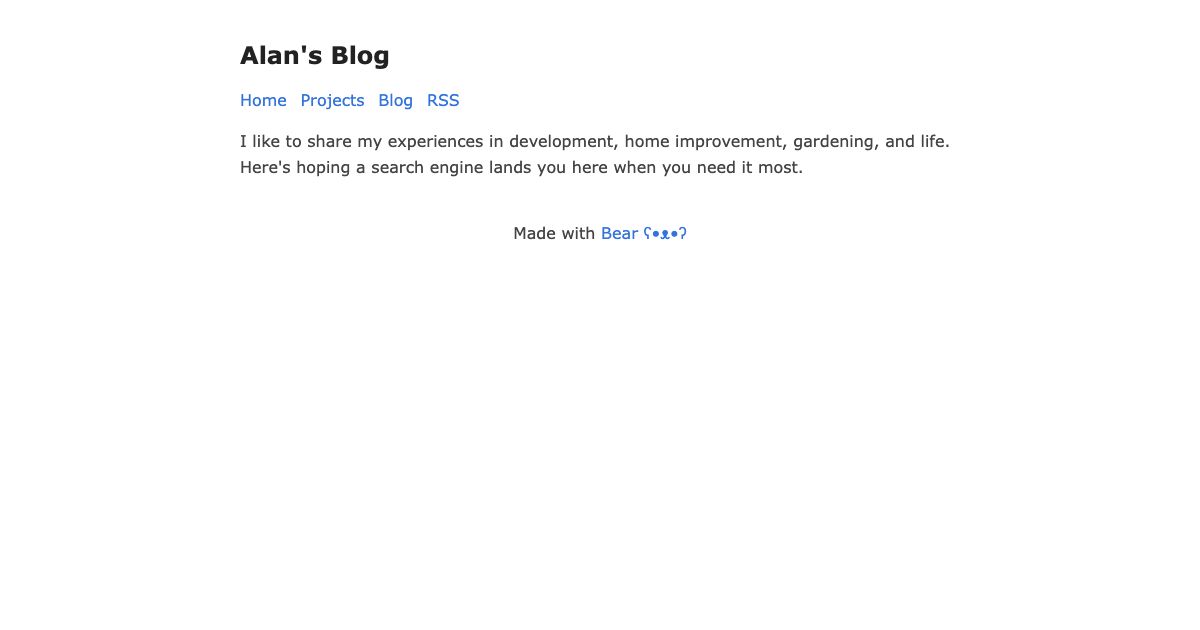 Alan's Blog
Home Projects Blog RSS
I like to share my experiences in development, home improvement, gardening, and life.
Here's hoping a search engine lands you here when you need it most.
Made with Bear ʕ•ᴥ•ʔ